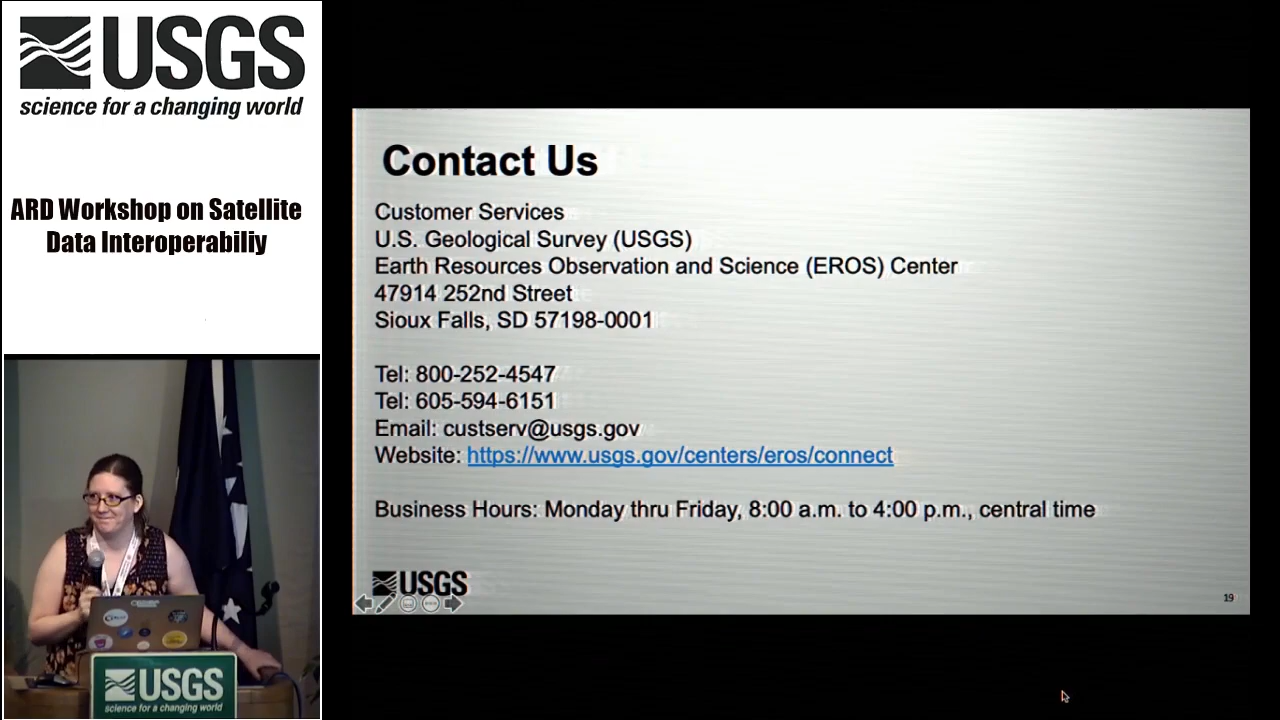 USGS
science for a changing world
ARD Workshop on Satellite
Data Interoperabiliy
Contact Us
Customer Services
U.S. Geological Survey (USGS)
Earth Resources Observation and Science (EROS) Center
47914 252nd Street
Sioux Falls, SD 57198-0001
Tel: 800-252-4547
Tel: 605-594-6151
Email: custserv@usgs.gov
Website: https://www.usgs.gov/centers/eros/connect
Business Hours: Monday thru Friday, 8:00 a.m. to 4:00 p.m., central time
USGS
19
USGS
science for a changing world